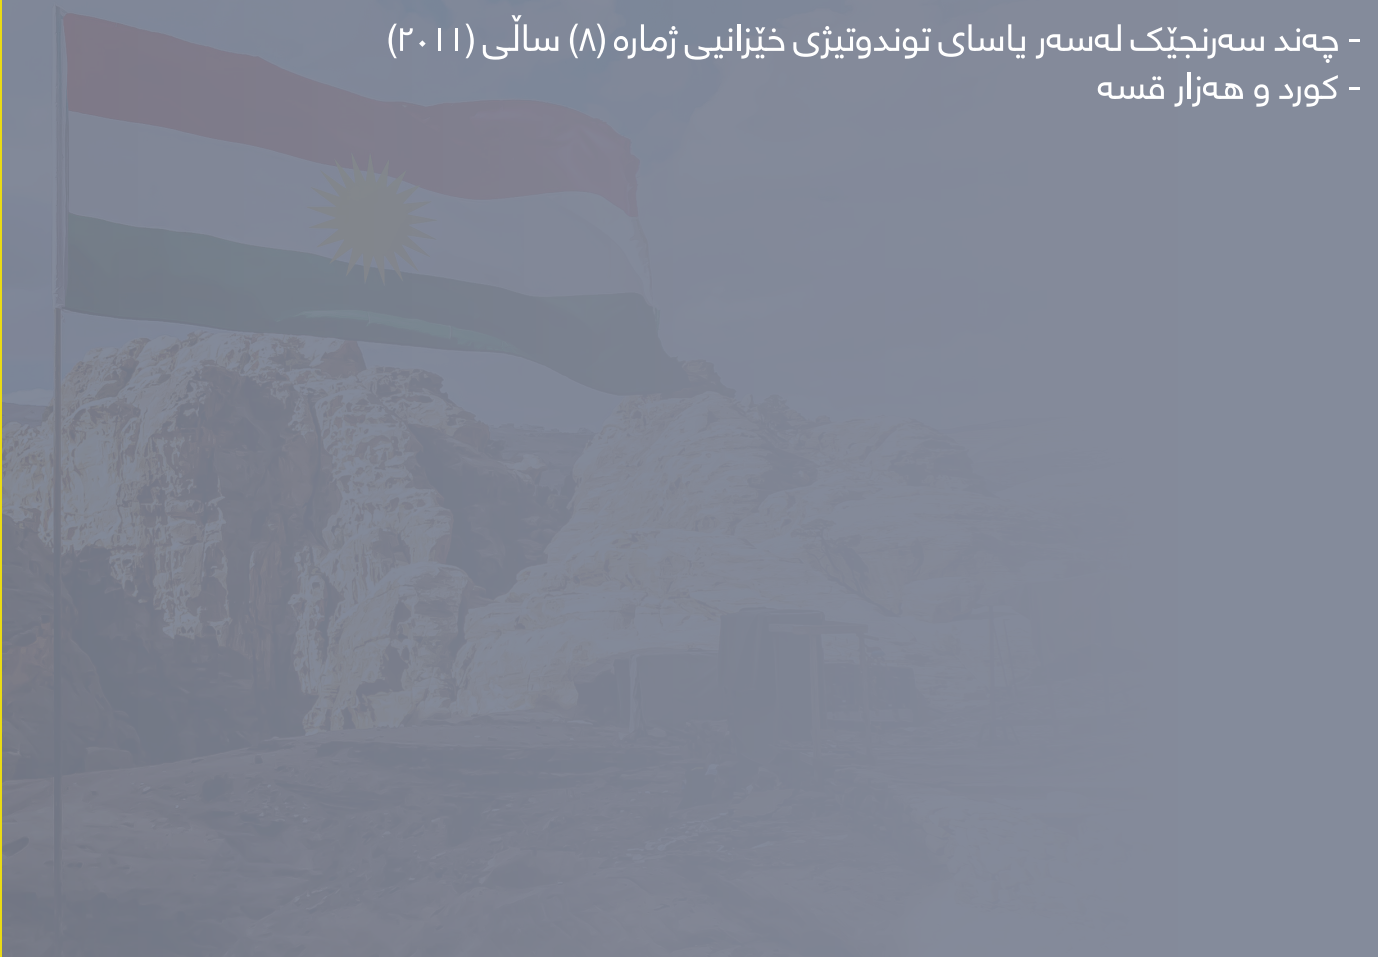 - چەند سەرنجێک لەسەر یاسای توندوتیژی خێزانیی ژمارە (٨) ساڵی (٢٠١١)
- کورد و هەزار قسە